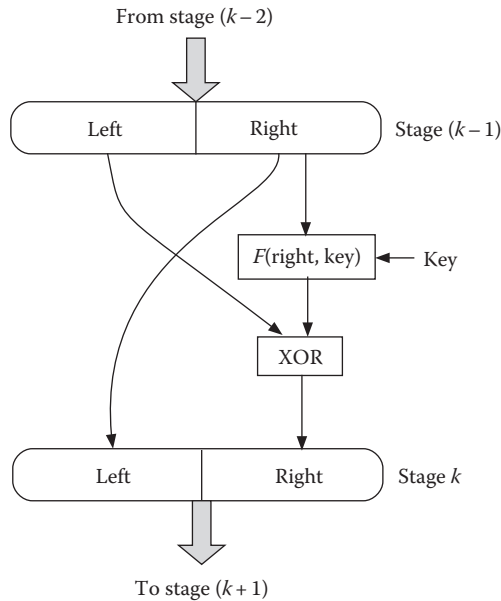 From stage (k – 2)
Left
Right
Stage (k – 1)
F(right, key)
Key
XOR
Left
Right
Stage k
To stage (k + 1)